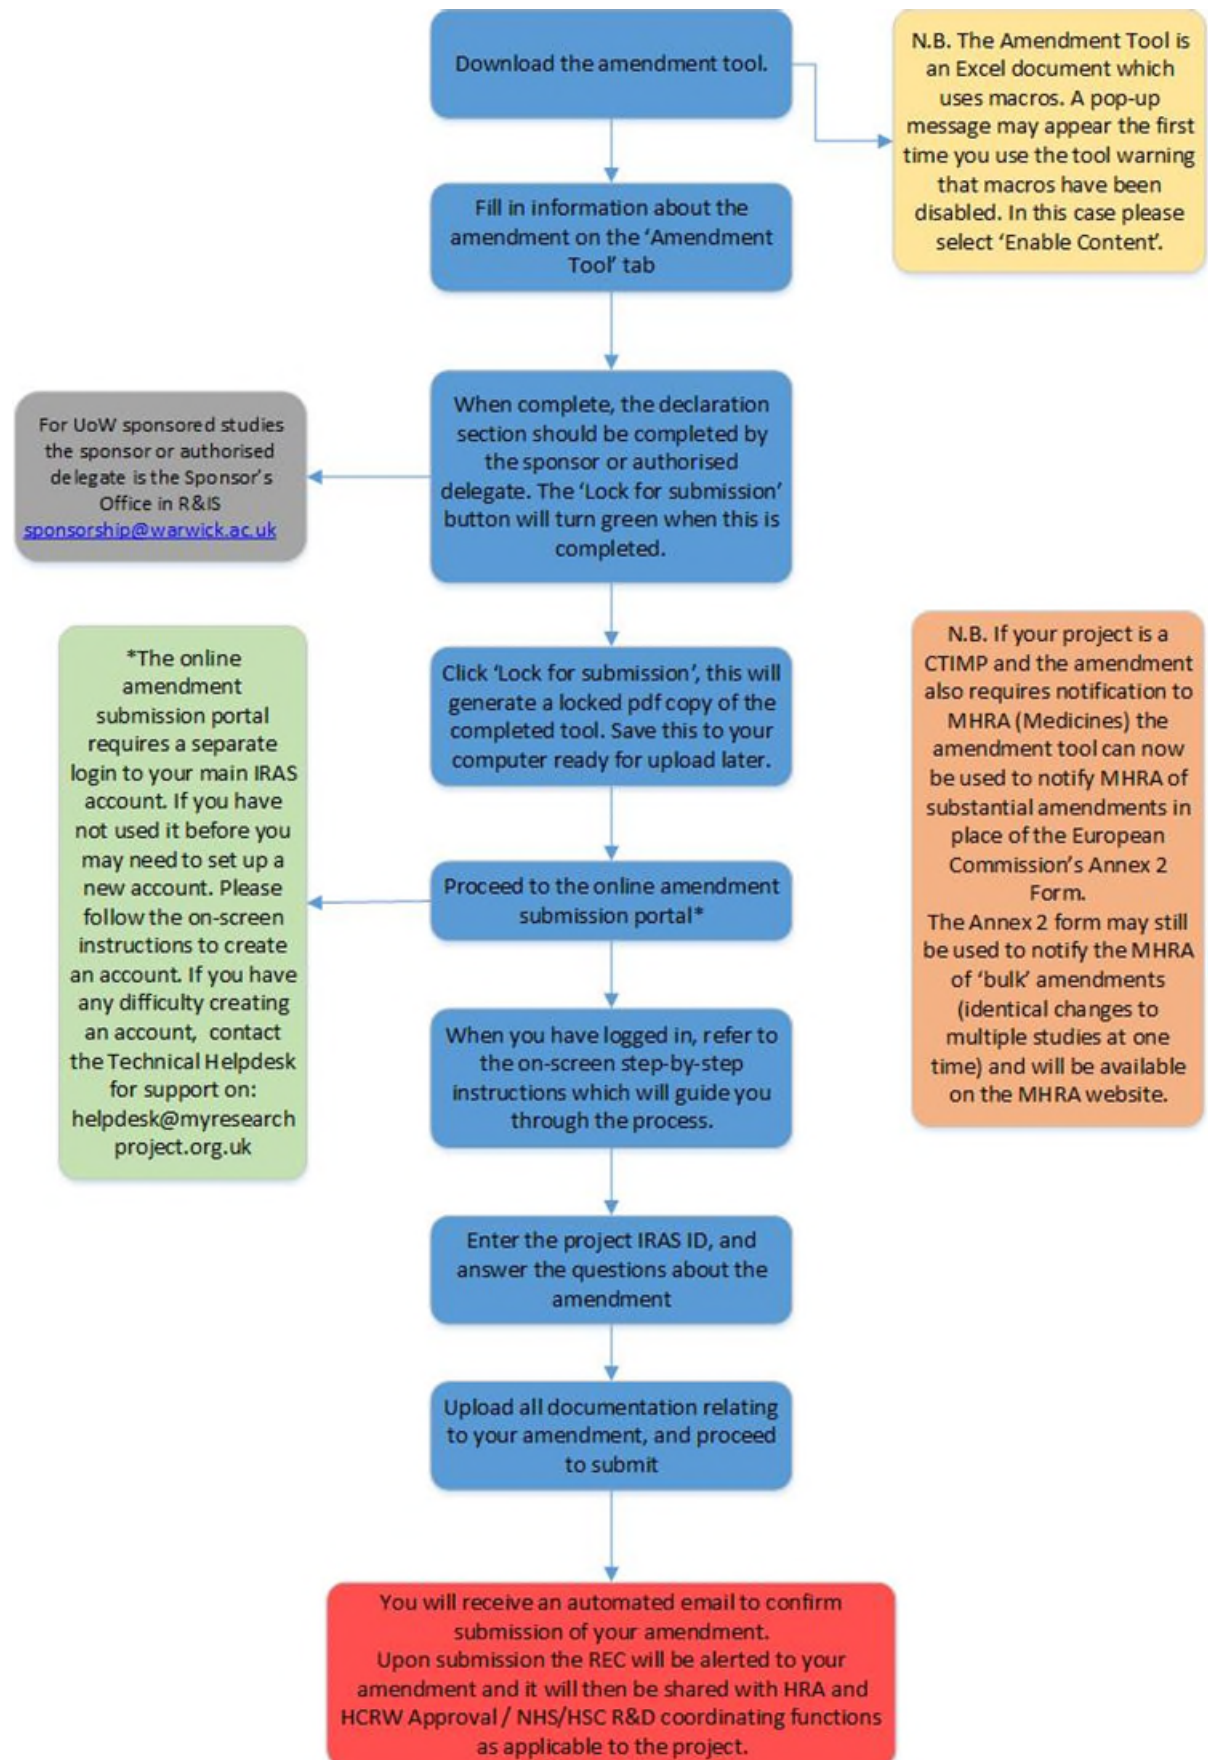 Download the amendment tool.
N.B. The Amendment Tool is
an Excel document which
uses macros. A pop-up
message may appear the first
time you use the tool warning
that macros have been
disabled. In this case please
select ‘Enable Content’.
Fill in information about the
amendment on the ‘Amendment
Tool’ tab
When complete, the declaration
section should be completed by
the sponsor or authorised
delegate. The ‘Lock for submission’
button will turn green when this is
completed.
For UoW sponsored studies
the sponsor or authorised
delegate is the Sponsor’s
Office in R&IS
sponsorship@warwick.ac.uk
Click ‘Lock for submission’, this will
generate a locked pdf copy of the
completed tool. Save this to your
computer ready for upload later.
*The online
amendment
submission portal
requires a separate
login to your main IRAS
account. If you have
not used it before you
may need to set up a
new account. Please
follow the on-screen
instructions to create
an account. If you have
any difficulty creating
an account, contact
the Technical Helpdesk
for support on:
helpdesk@myresearch
project.org.uk
N.B. If your project is a
CTIMP and the amendment
also requires notification to
MHRA (Medicines) the
amendment tool can now
be used to notify MHRA of
substantial amendments in
place of the European
Commission’s Annex 2
Form.
The Annex 2 form may still
be used to notify the MHRA
of ‘bulk’ amendments
(identical changes to
multiple studies at one
time) and will be available
on the MHRA website.
Proceed to the online amendment
submission portal*
When you have logged in, refer to
the on-screen step-by-step
instructions which will guide you
through the process.
Enter the project IRAS ID, and
answer the questions about the
amendment
Upload all documentation relating
to your amendment, and proceed
to submit
You will receive an automated email to confirm
submission of your amendment.
Upon submission the REC will be alerted to your
amendment and it will then be shared with HRA and
HCRW Approval / NHS/HSC R&D coordinating functions
as applicable to the project.